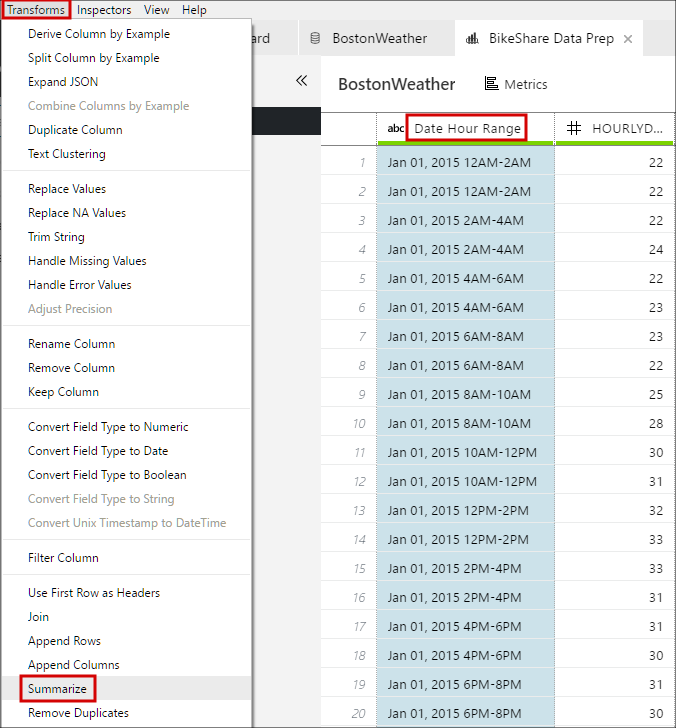 Transforms Inspectors View Help
Derive Column by Example
Split Column by Example
Expand JSON
Combine Columns by Example
Duplicate Column
Text Clustering
Replace Values
Replace NA Values
Trim String
Handle Missing Values
Handle Error Values
Adjust Precision
Rename Column
Remove Column
Keep Column
Convert Field Type to Numeric
Convert Field Type to Date
Convert Field Type to Boolean
Convert Field Type to String
Convert Unix Timestamp to DateTime
Filter Column
Use First Row as Headers
Join
Append Rows
Append Columns
Summarize
Remove Duplicates
ard BostonWeather BikeShare Data Prep ×
« BostonWeather Metrics
abc Date Hour Range # HOURLYD...
1 Jan 01, 2015 12AM-2AM 22
2 Jan 01, 2015 12AM-2AM 22
3 Jan 01, 2015 2AM-4AM 22
4 Jan 01, 2015 2AM-4AM 24
5 Jan 01, 2015 4AM-6AM 22
6 Jan 01, 2015 4AM-6AM 23
7 Jan 01, 2015 6AM-8AM 23
8 Jan 01, 2015 6AM-8AM 22
9 Jan 01, 2015 8AM-10AM 25
10 Jan 01, 2015 8AM-10AM 28
11 Jan 01, 2015 10AM-12PM 30
12 Jan 01, 2015 10AM-12PM 31
13 Jan 01, 2015 12PM-2PM 32
14 Jan 01, 2015 12PM-2PM 33
15 Jan 01, 2015 2PM-4PM 33
16 Jan 01, 2015 2PM-4PM 31
17 Jan 01, 2015 4PM-6PM 31
18 Jan 01, 2015 4PM-6PM 30
19 Jan 01, 2015 6PM-8PM 31
20 Jan 01, 2015 6PM-8PM 30